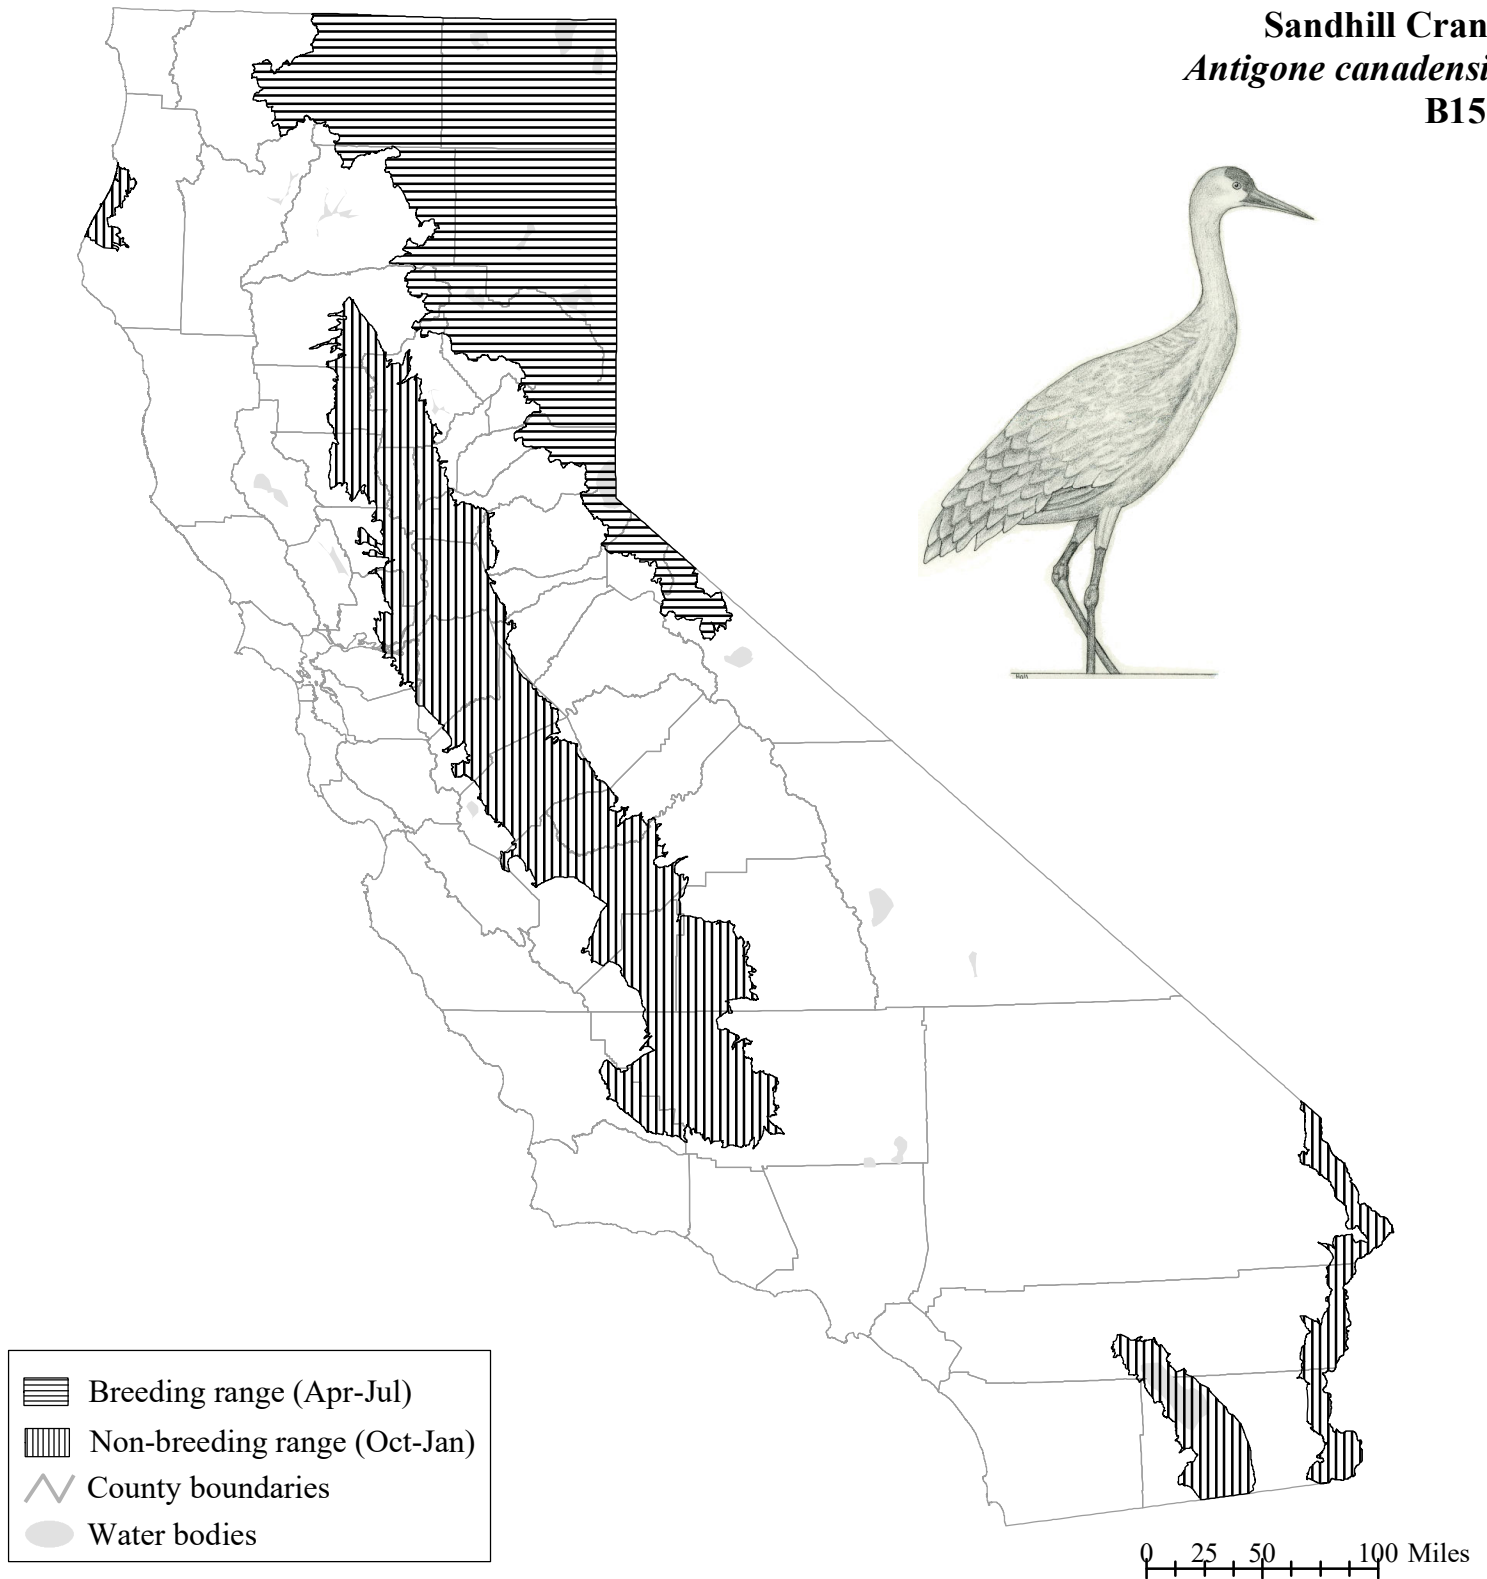 Sandhill Cran
Antigone canadensi
B15
Breeding range (Apr-Jul)
Non-breeding range (Oct-Jan)
County boundaries
Water bodies
0 25 50 100 Miles